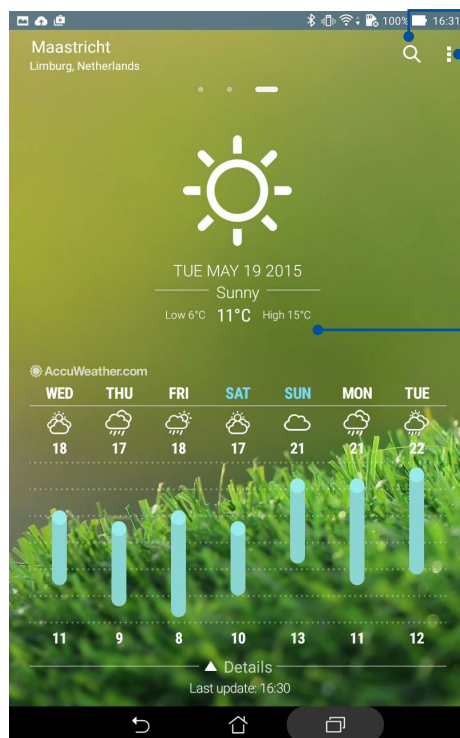 100% 16:31
Maastricht
Limburg, Netherlands
TUE MAY 19 2015
Sunny
Low 6°C 11°C High 15°C
AccuWeather.com
WED THU FRI SAT SUN MON TUE
18 17 18 17 21 21 22
11 9 8 10 13 11 12
Details
Last update: 16:30